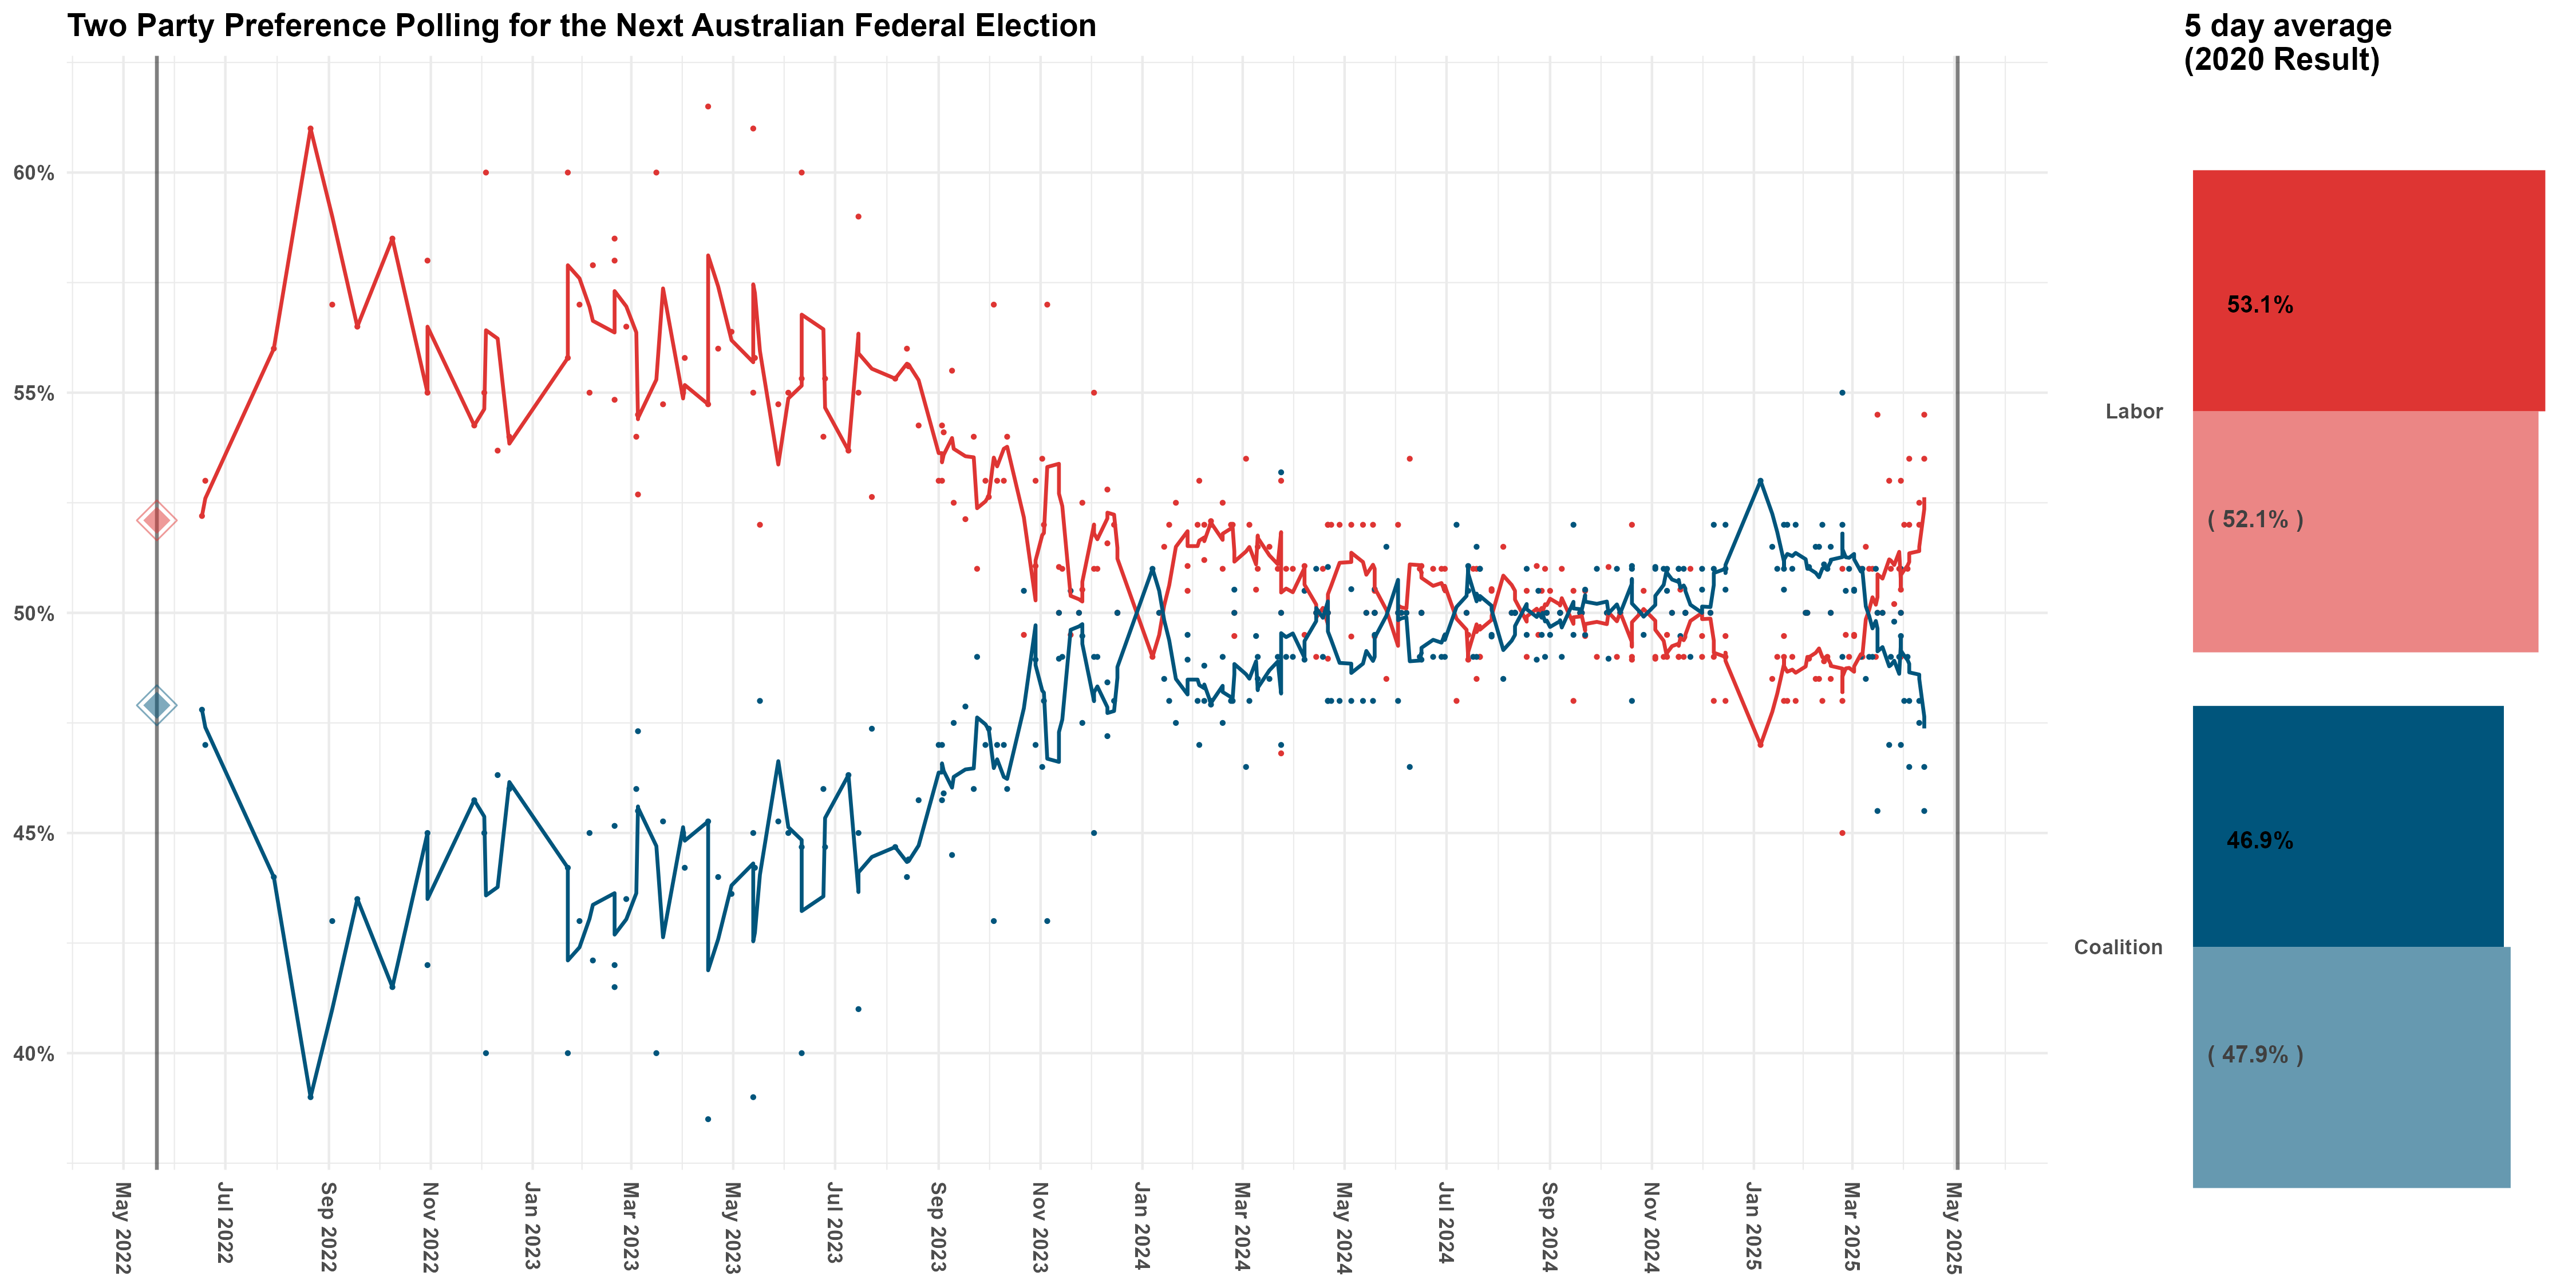 Two Party Preference Polling for the Next Australian Federal Election
5 day average
(2020 Result)
60%
55%
50%
45%
40%
May 2022
Jul 2022
Sep 2022
Nov 2022
Jan 2023
Mar 2023
May 2023
Jul 2023
Sep 2023
Nov 2023
Jan 2024
Mar 2024
May 2024
Jul 2024
Sep 2024
Nov 2024
Jan 2025
Mar 2025
May 2025
Labor
53.1%
( 52.1% )
Coalition
46.9%
( 47.9% )